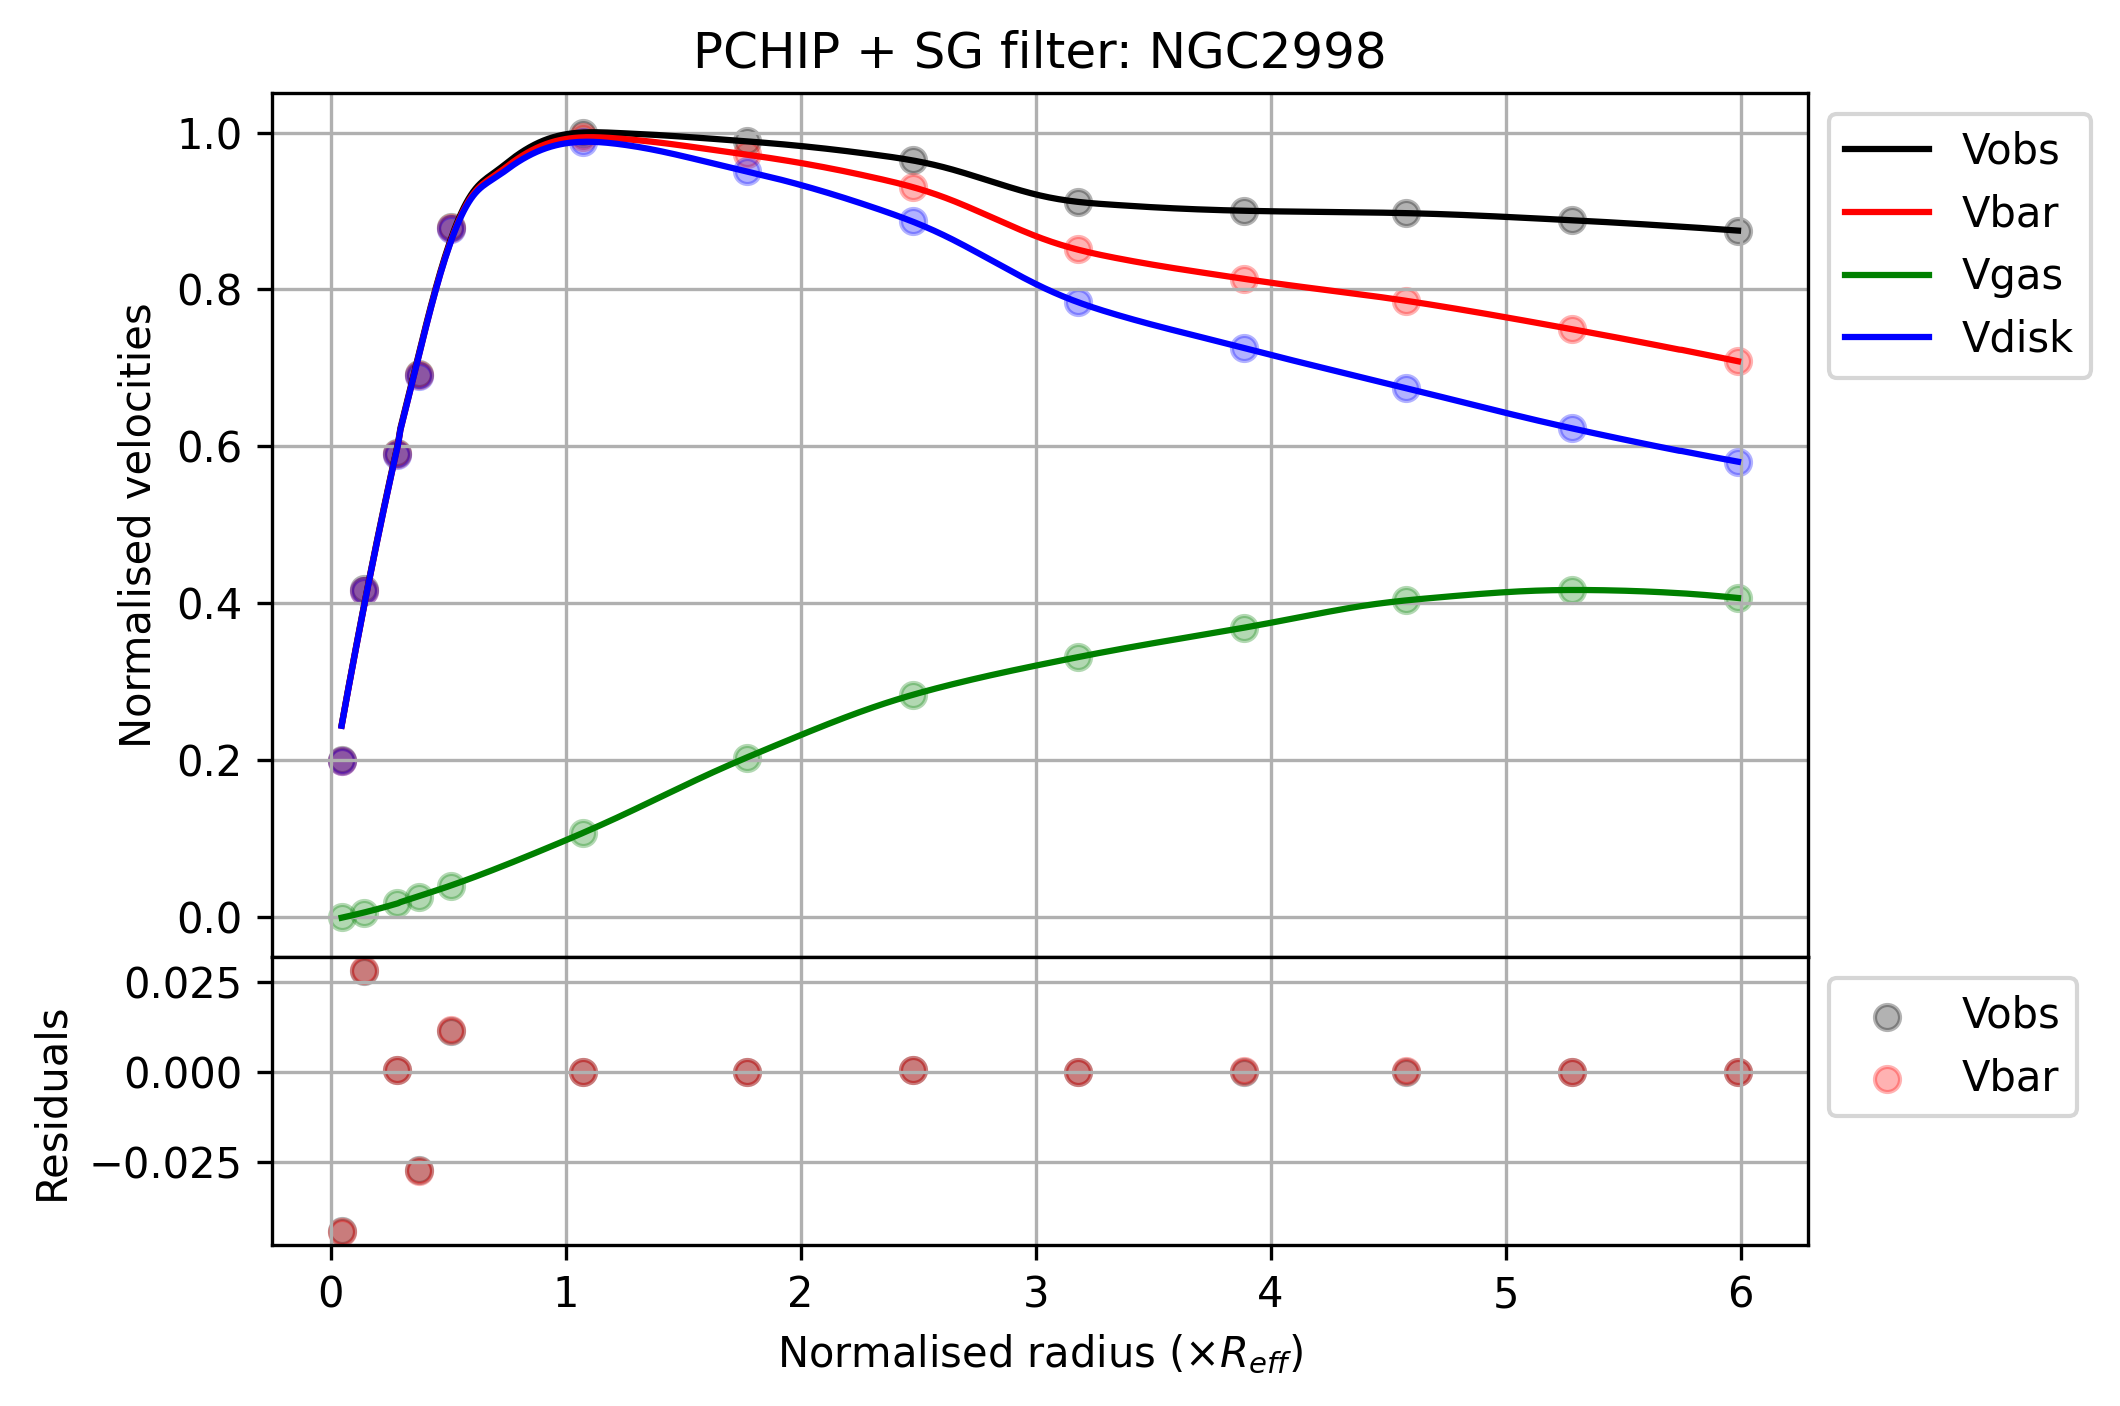 PCHIP + SG filter: NGC2998
Normalised velocities
1.0
0.8
0.6
0.4
0.2
0.0
Vobs
Vbar
Vgas
Vdisk
Residuals
0.025
0.000
−0.025
Vobs
Vbar
0 1 2 3 4 5 6
Normalised radius (×R_eff)